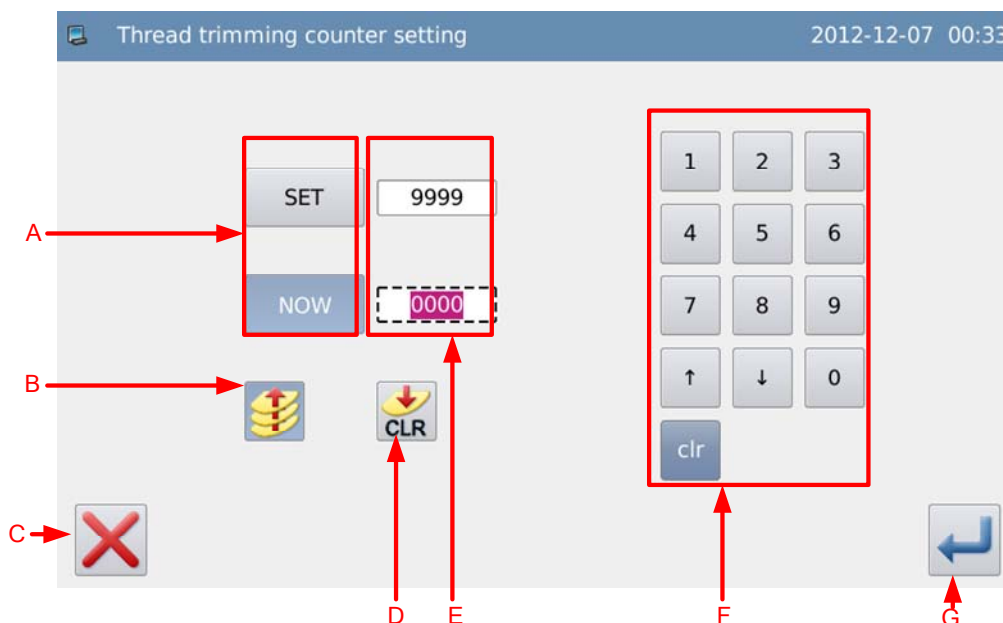 Thread trimming counter setting 2012-12-07 00:33
1 2 3
SET 9999
4 5 6
A
NOW 0000
7 8 9
B
↑ ↓ 0
CLR
clr
C
D E F G